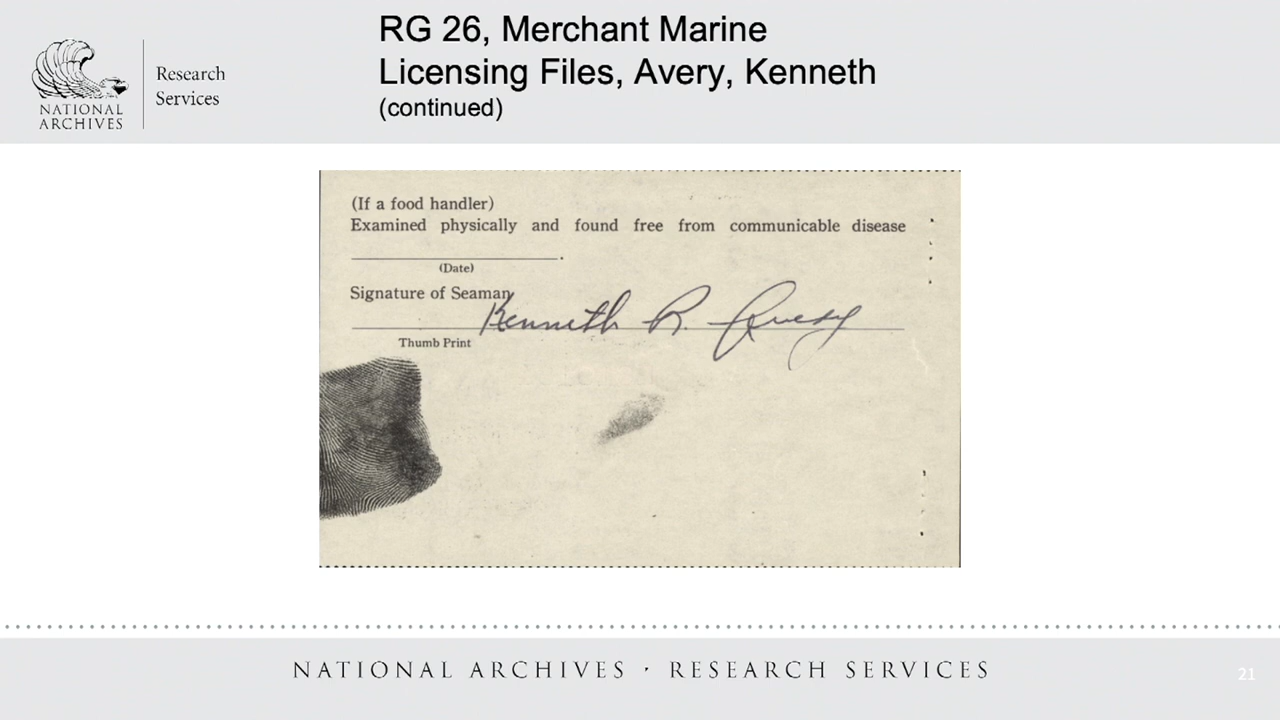 RG 26, Merchant Marine
Licensing Files, Avery, Kenneth
(continued)
NATIONAL
ARCHIVES
Research
Services
(If a food handler)
Examined physically and found free from communicable disease
(Date)
Signature of Seaman
Kenneth R.
Thumb Print
NATIONAL ARCHIVES · RESEARCH SERVICES
21